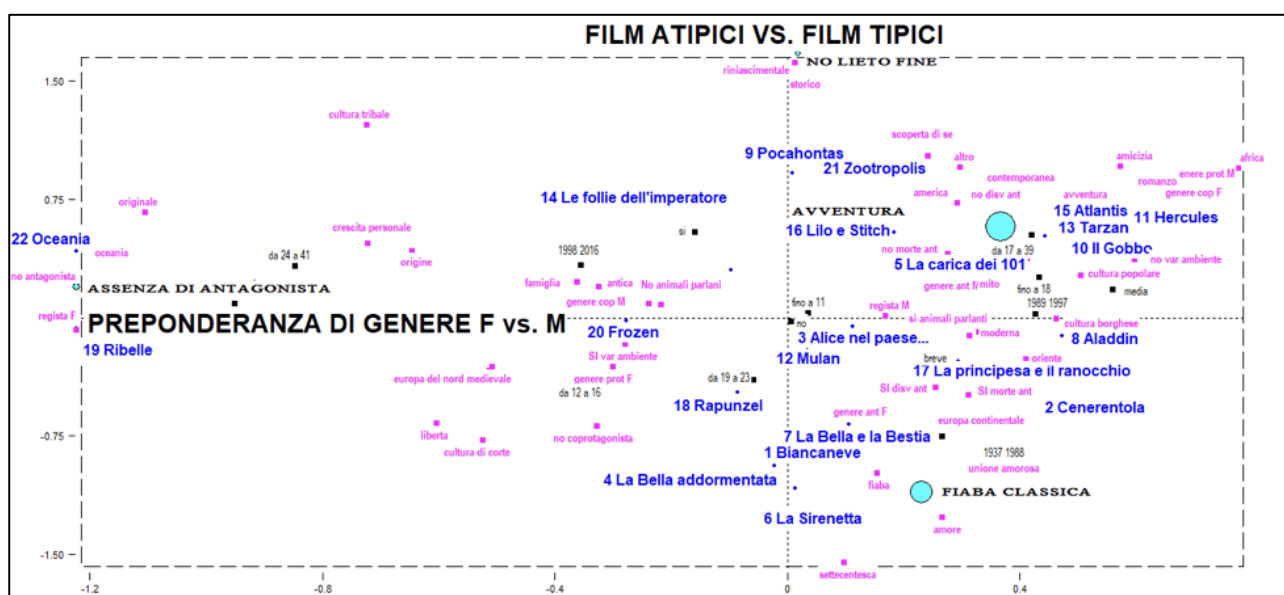 FILM ATIPICI VS. FILM TIPICI
NO LIETO FINE
riniascimentale
storico
1.50
cultura tribale
scoperta di se
9 Pocahontas
altro
21 Zootropolis
amicizia
africa
contemporanea
enere prot M
romanzo
14 Le follie dell'imperatore
america
no disv ant
avventura
genere cop F
0.75
originale
AVVENTURA
15 Atlantis
11 Hercules
crescita personale
si
16 Lilo e Stitch
13 Tarzan
22 Oceania
oceania
origine
no morte ant
da 17 a 39
10 Il Gobbo
da 24 a 41
1998 2016
5 La carica dei 101
no var ambiente
no antagonista
cultura popolare
ASSENZA DI ANTAGONISTA
famiglia
antica
No animali parlani
genere ant M
mito
fino a 18
media
genere cop M
fino a 11
regista M
1989 1997
regista F
PREPONDERANZA DI GENERE F vs. M
no
si animali parlanti
cultura borghese
20 Frozen
3 Alice nel paese...
moderna
8 Aladdin
19 Ribelle
SI var ambiente
12 Mulan
breve
oriente
europa del nord medievale
genere prot F
17 La principesa e il ranocchio
da 19 a 23
da 12 a 16
SI disv ant
SI morte ant
18 Rapunzel
2 Cenerentola
genere ant F
europa continentale
-0.75
liberta
no coprotagonista
7 La Bella e la Bestia
cultura di corte
1 Biancaneve
1937 1988
unione amorosa
4 La Bella addormentata
fiaba
FIABA CLASSICA
6 La Sirenetta
amore
-1.50
settecentesca
-1.2
-0.8
-0.4
0
0.4